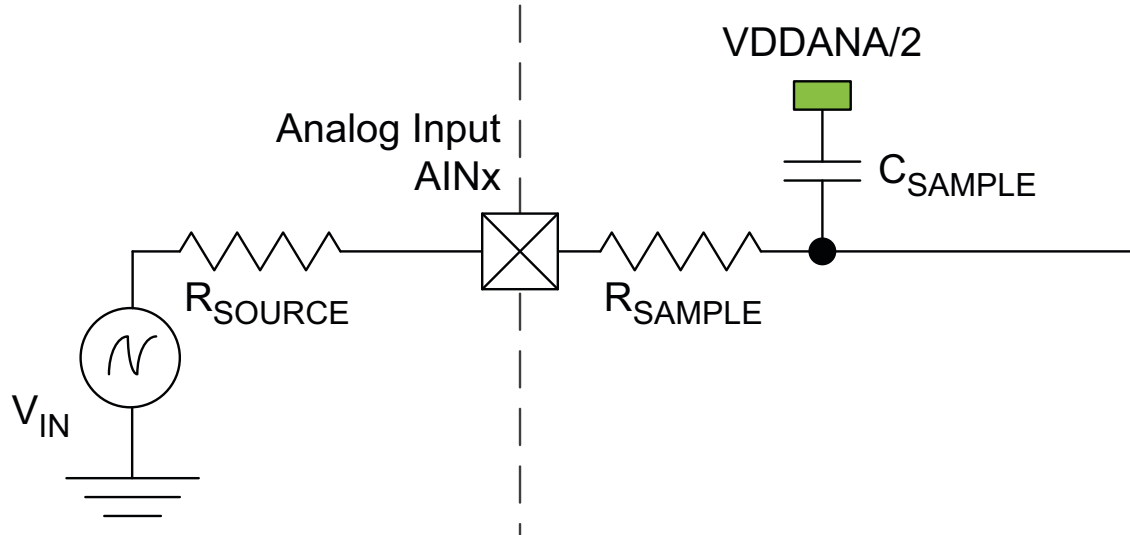 VDDANA/2
Analog Input
AINx
CSAMPLE
RSOURCE
RSAMPLE
VIN